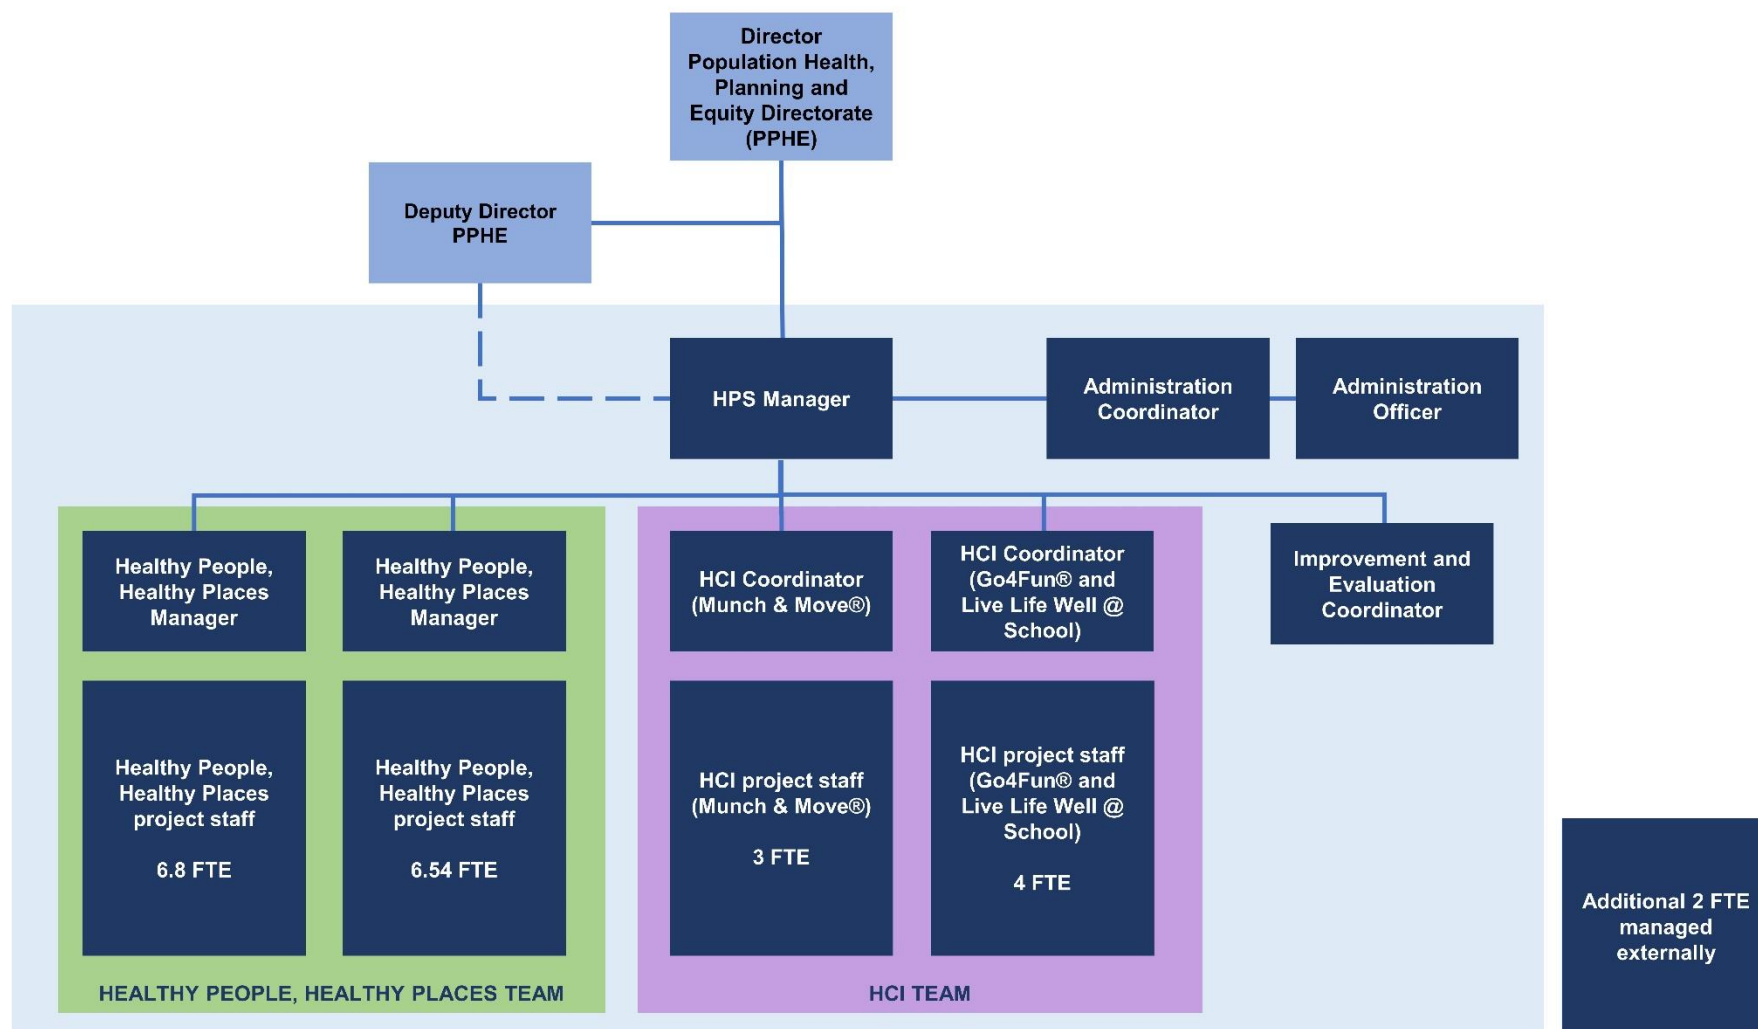 Director
Population Health,
Planning and
Equity Directorate
(PPHE)
Deputy Director
PPHE
HPS Manager
Administration
Coordinator
Administration
Officer
Healthy People,
Healthy Places
Manager
Healthy People,
Healthy Places
Manager
HCI Coordinator
(Munch & Move®)
HCI Coordinator
(Go4Fun® and
Live Life Well @
School)
Improvement and
Evaluation
Coordinator
Healthy People,
Healthy Places
project staff
6.8 FTE
Healthy People,
Healthy Places
project staff
6.54 FTE
HCI project staff
(Munch & Move®)
3 FTE
HCI project staff
(Go4Fun® and
Live Life Well @
School)
4 FTE
Additional 2 FTE
managed
externally
HEALTHY PEOPLE, HEALTHY PLACES TEAM
HCI TEAM